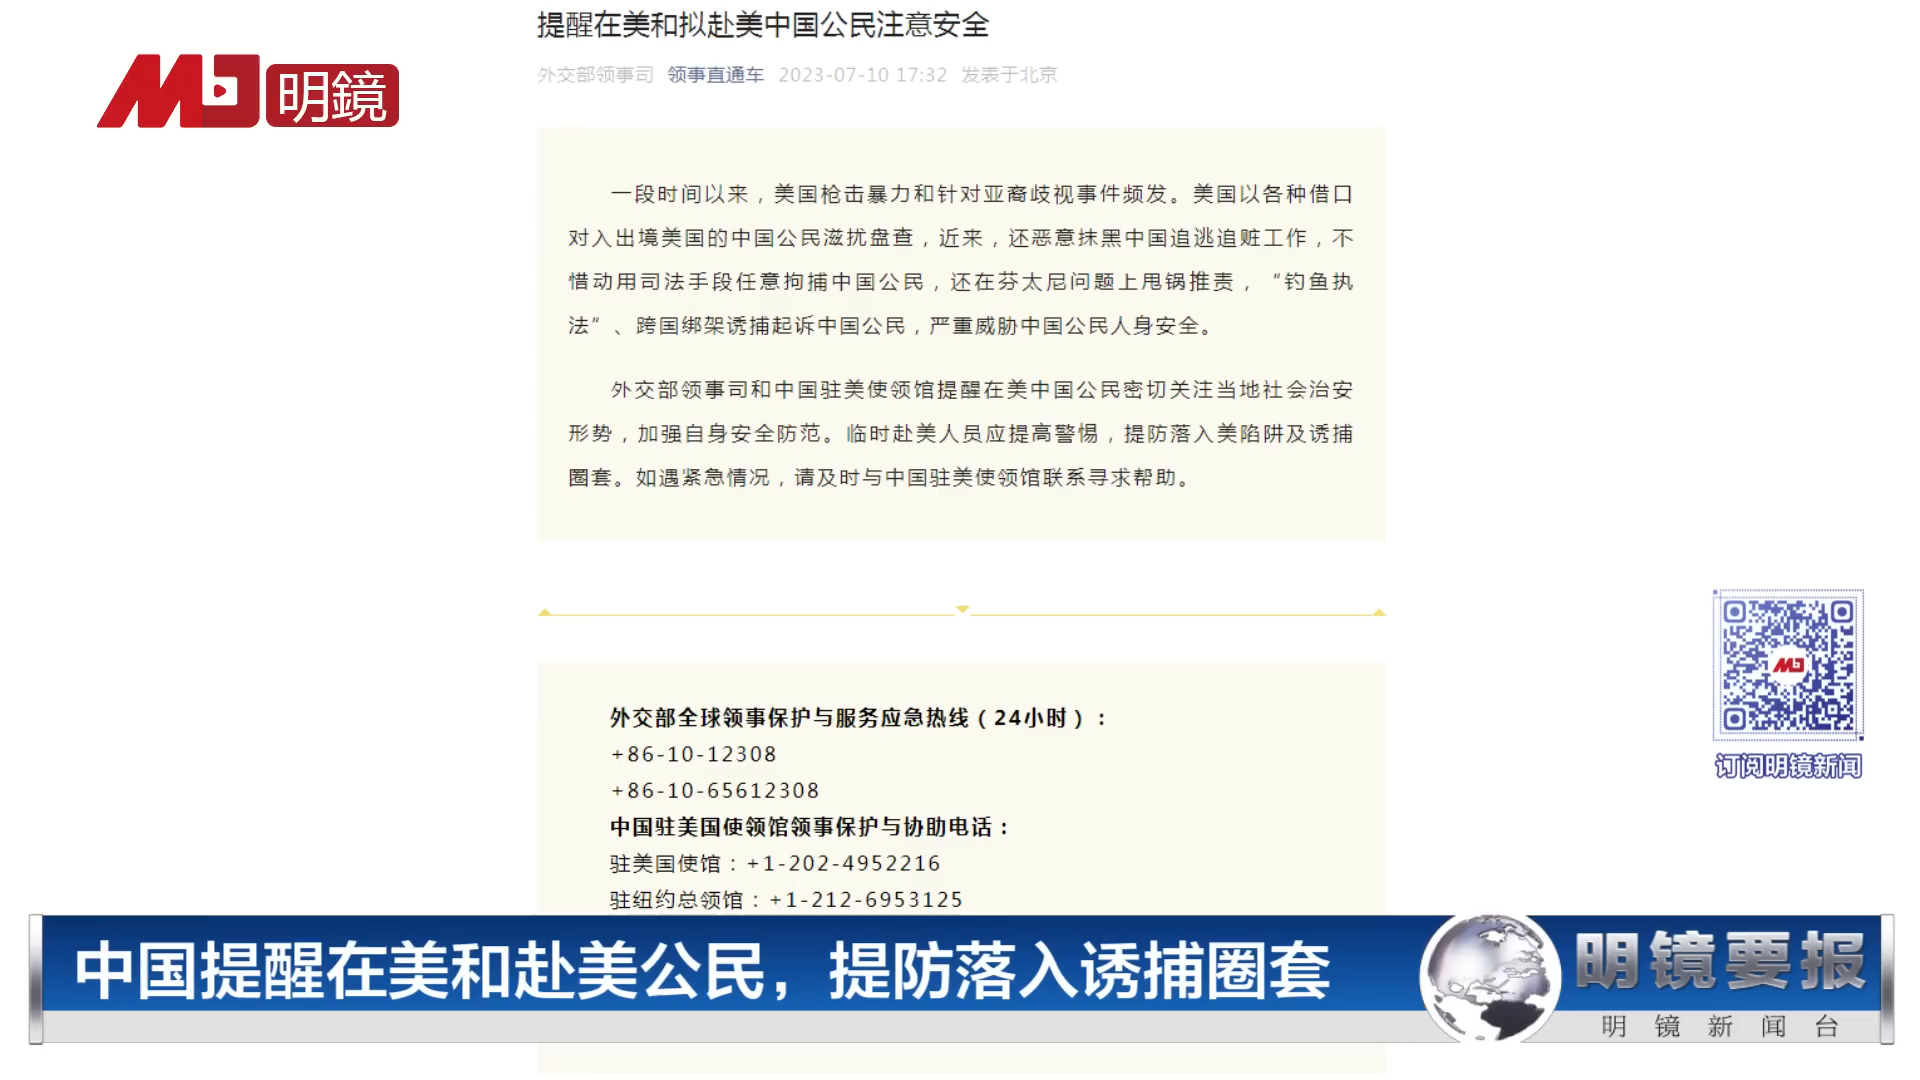 提醒在美和拟赴美中国公民注意安全
外交部领事司 领事直通车 2023-07-10 17:32 发表于北京
明鏡
一段时间以来，美国枪击暴力和针对亚裔歧视事件频发。美国以各种借口
对入出境美国的中国公民滋扰盘查，近来，还恶意抹黑中国追逃追赃工作，不
惜动用司法手段任意拘捕中国公民，还在芬太尼问题上甩锅推责，“钓鱼执
法”、跨国绑架诱捕起诉中国公民，严重威胁中国公民人身安全。
外交部领事司和中国驻美使领馆提醒在美中国公民密切关注当地社会治安
形势，加强自身安全防范。临时赴美人员应提高警惕，提防落入美陷阱及诱捕
圈套。如遇紧急情况，请及时与中国驻美使领馆联系寻求帮助。
外交部全球领事保护与服务应急热线（24小时）：
+86-10-12308
+86-10-65612308
中国驻美国使领馆领事保护与协助电话：
驻美国使馆：+1-202-4952216
驻纽约总领馆：+1-212-6953125
订阅明镜新闻
中国提醒在美和赴美公民，提防落入诱捕圈套
明镜要报
明镜新闻台